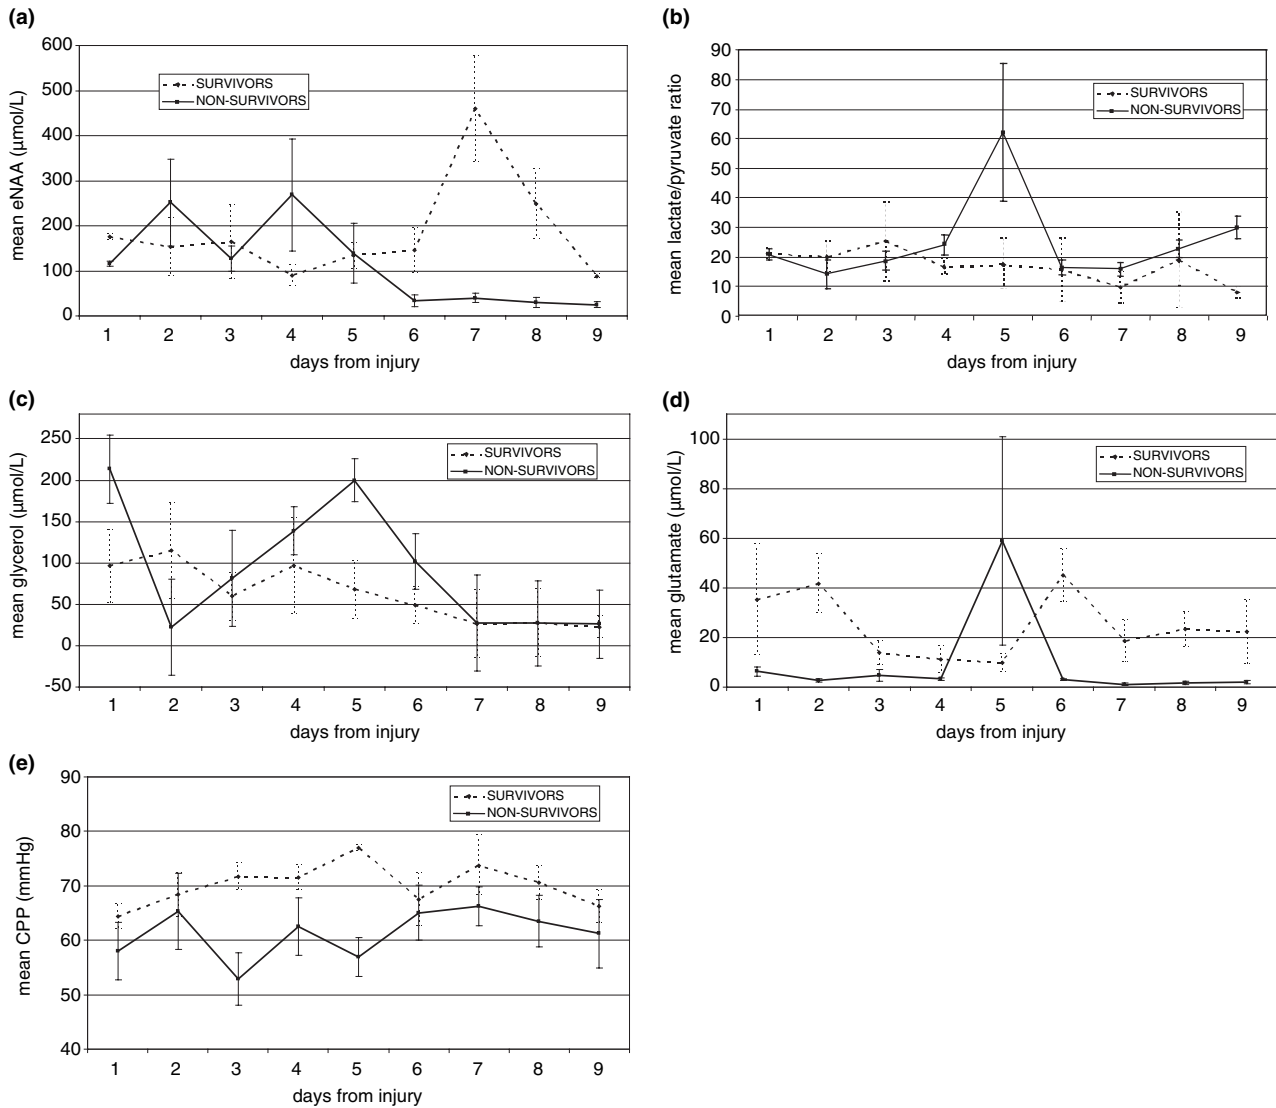 (a)
mean eNAA (µmol/L)
600
500
400
300
200
100
0
SURVIVORS
NON-SURVIVORS
1 2 3 4 5 6 7 8 9
days from injury
(b)
mean lactate/pyruvate ratio
90
80
70
60
50
40
30
20
10
0
SURVIVORS
NON-SURVIVORS
1 2 3 4 5 6 7 8 9
days from injury
(c)
mean glycerol (µmol/L)
250
200
150
100
50
0
-50
SURVIVORS
NON-SURVIVORS
1 2 3 4 5 6 7 8 9
days from injury
(d)
mean glutamate (µmol/L)
100
80
60
40
20
0
SURVIVORS
NON-SURVIVORS
1 2 3 4 5 6 7 8 9
days from injury
(e)
mean CPP (mmHg)
90
80
70
60
50
40
SURVIVORS
NON-SURVIVORS
1 2 3 4 5 6 7 8 9
days from injury